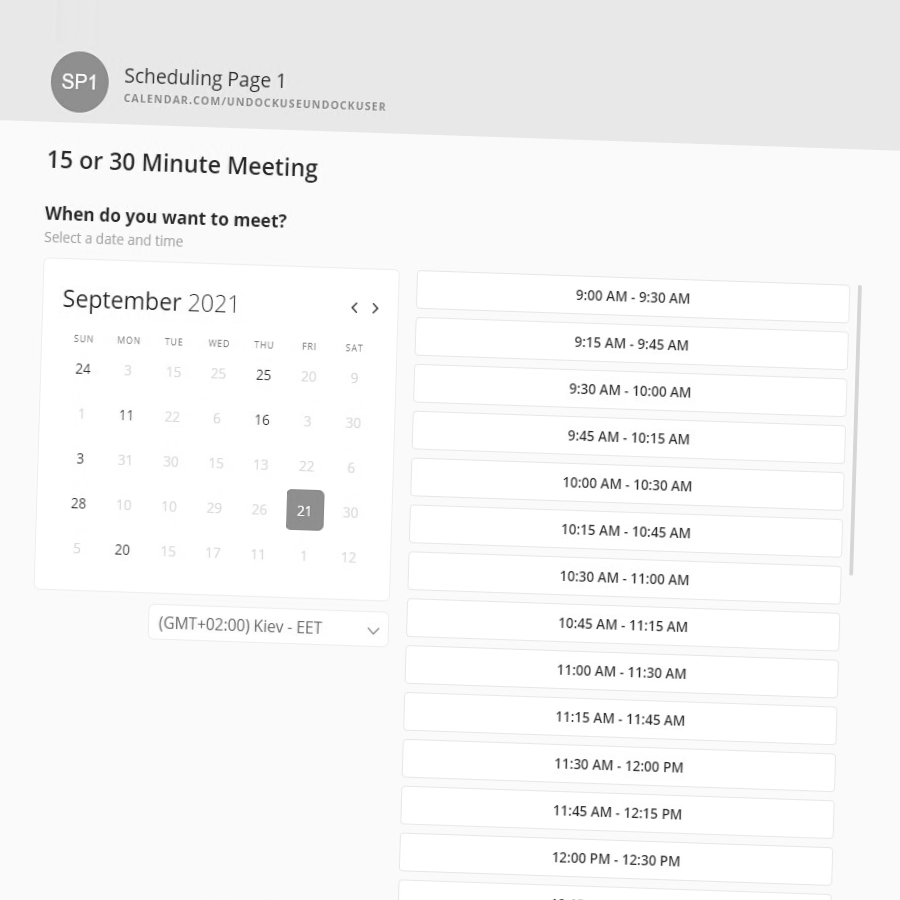 SP1
Scheduling Page 1
CALENDAR.COM/UNDOCKUSEUNDOCKUSER
15 or 30 Minute Meeting
When do you want to meet?
Select a date and time
September 2021
SUN MON TUE WED THU FRI SAT
24 3 15 25 25 20 9
1 11 22 6 16 3 30
3 31 30 15 13 22 6
28 10 10 29 26 21 30
5 20 15 17 11 1 12
(GMT+02:00) Kiev - EET
9:00 AM - 9:30 AM
9:15 AM - 9:45 AM
9:30 AM - 10:00 AM
9:45 AM - 10:15 AM
10:00 AM - 10:30 AM
10:15 AM - 10:45 AM
10:30 AM - 11:00 AM
10:45 AM - 11:15 AM
11:00 AM - 11:30 AM
11:15 AM - 11:45 AM
11:30 AM - 12:00 PM
11:45 AM - 12:15 PM
12:00 PM - 12:30 PM